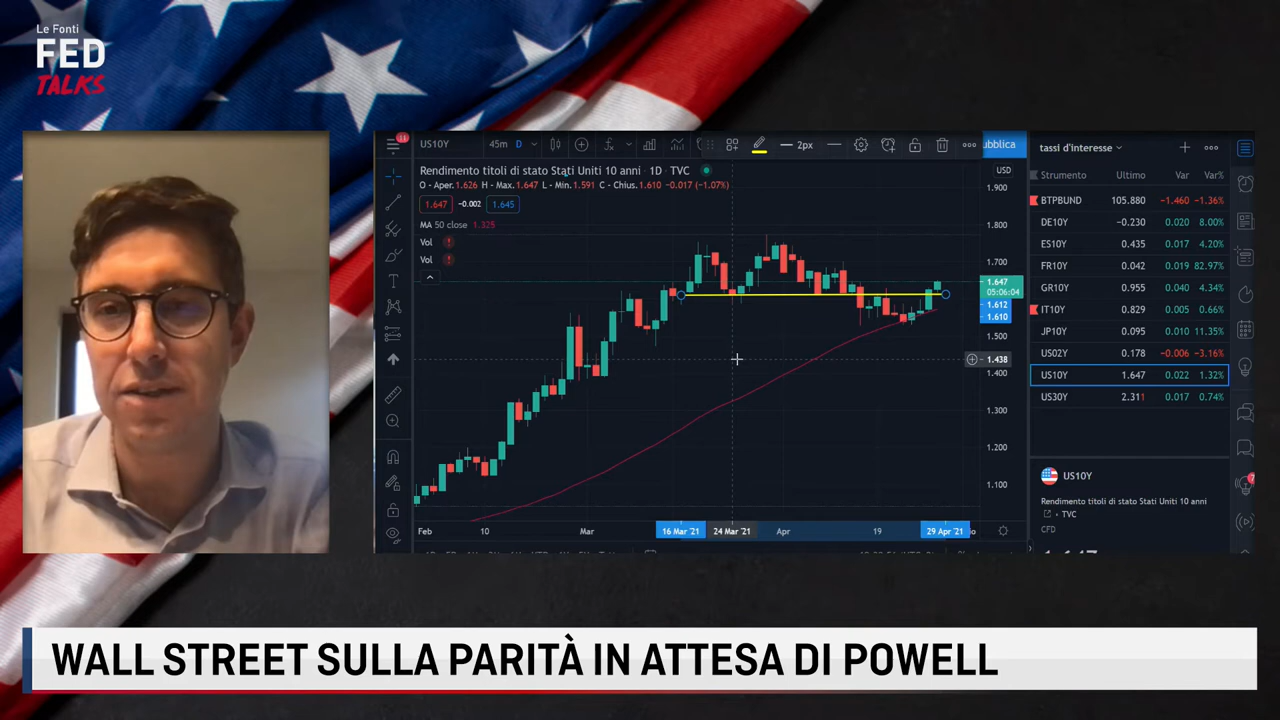 Le Fonti
FED
TALKS
11
US10Y 45m D 2px ubblica
Rendimento titoli di stato Stati Uniti 10 anni · 1D · TVC
O - Aper. 1.626 H - Max. 1.647 L - Min. 1.591 C - Chius. 1.610 -0.017 (-1.07%)
1.647 -0.002 1.645
MA 50 close 1.325
Vol
Vol
USD
1.900
1.800
1.700
1.647
05:06:04
1.612
1.610
1.500
1.438
1.400
1.300
1.200
1.100
Feb 10 Mar 16 Mar '21 24 Mar '21 Apr 19 29 Apr '21
tassi d'interesse
Strumento Ultimo Var Var%
BTPBUND 105.880 −1.460 −1.36%
DE10Y −0.230 0.020 8.00%
ES10Y 0.435 0.017 4.20%
FR10Y 0.042 0.019 82.97%
GR10Y 0.955 0.040 4.34%
IT10Y 0.829 0.005 0.66%
JP10Y 0.095 0.010 11.35%
US02Y 0.178 −0.006 −3.16%
US10Y 1.647 0.022 1.32%
US30Y 2.311 0.017 0.74%
US10Y
Rendimento titoli di stato Stati Uniti 10 anni
TVC
CFD
WALL STREET SULLA PARITÀ IN ATTESA DI POWELL